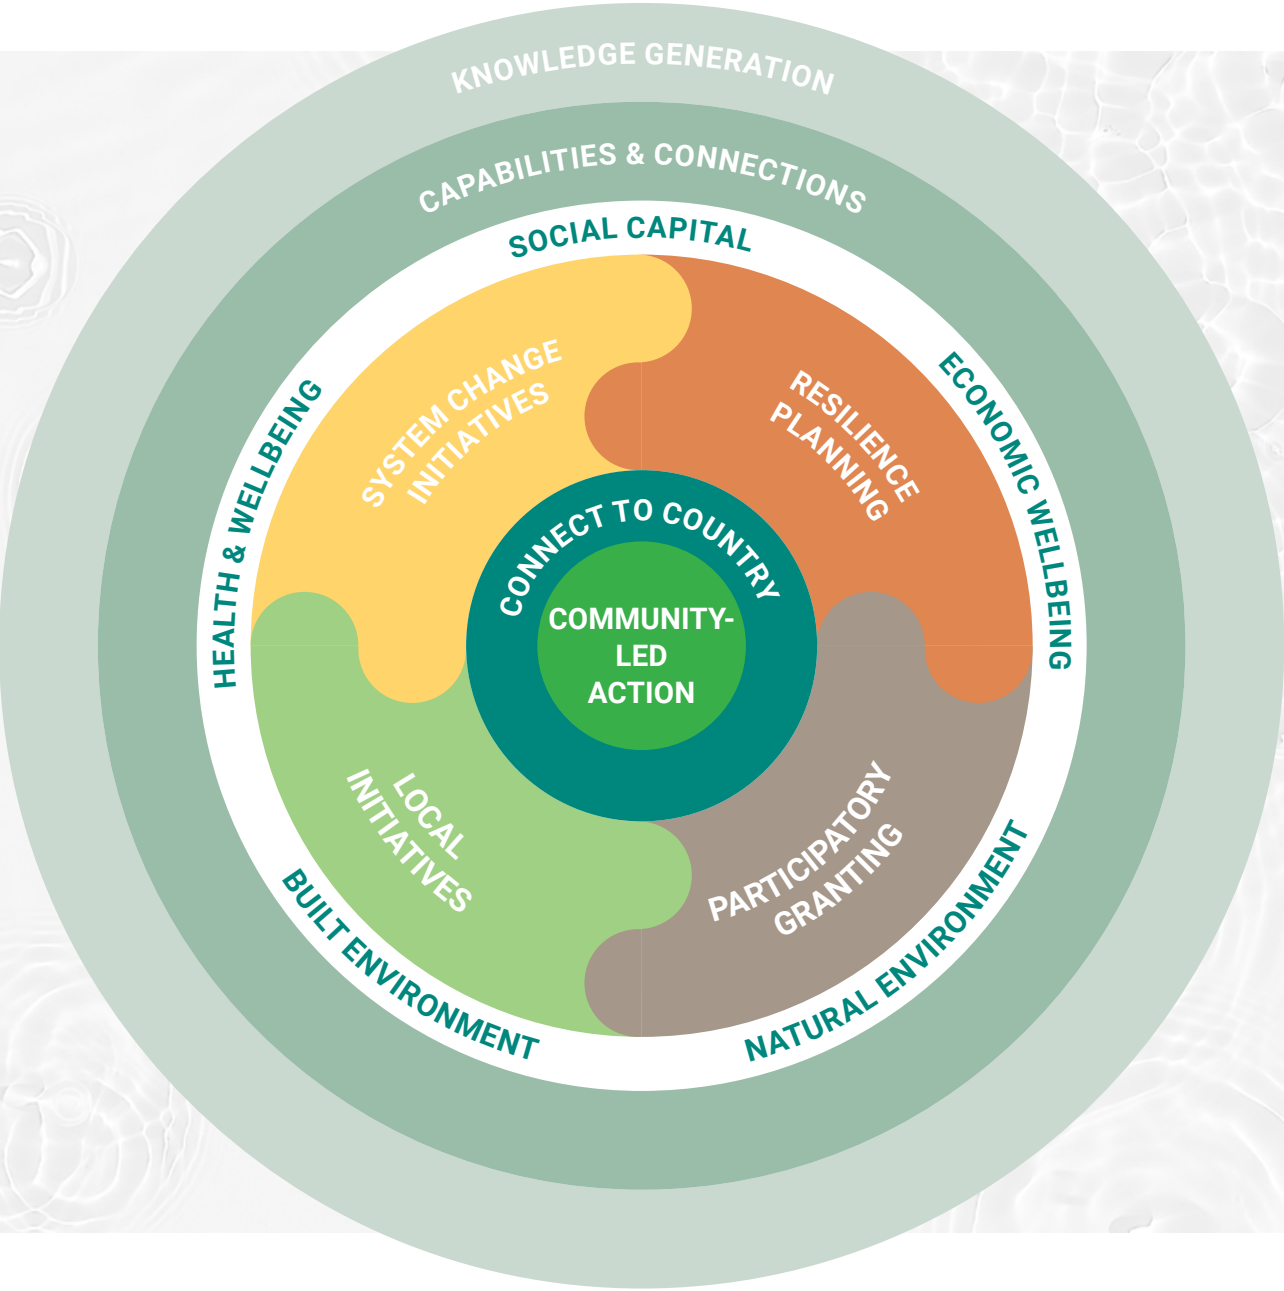 KNOWLEDGE GENERATION
CAPABILITIES & CONNECTIONS
SOCIAL CAPITAL
ECONOMIC WELLBEING
NATURAL ENVIRONMENT
BUILT ENVIRONMENT
HEALTH & WELLBEING
SYSTEM CHANGE
INITIATIVES
RESILIENCE
PLANNING
PARTICIPATORY
GRANTING
LOCAL
INITIATIVES
CONNECT TO COUNTRY
COMMUNITY-
LED
ACTION